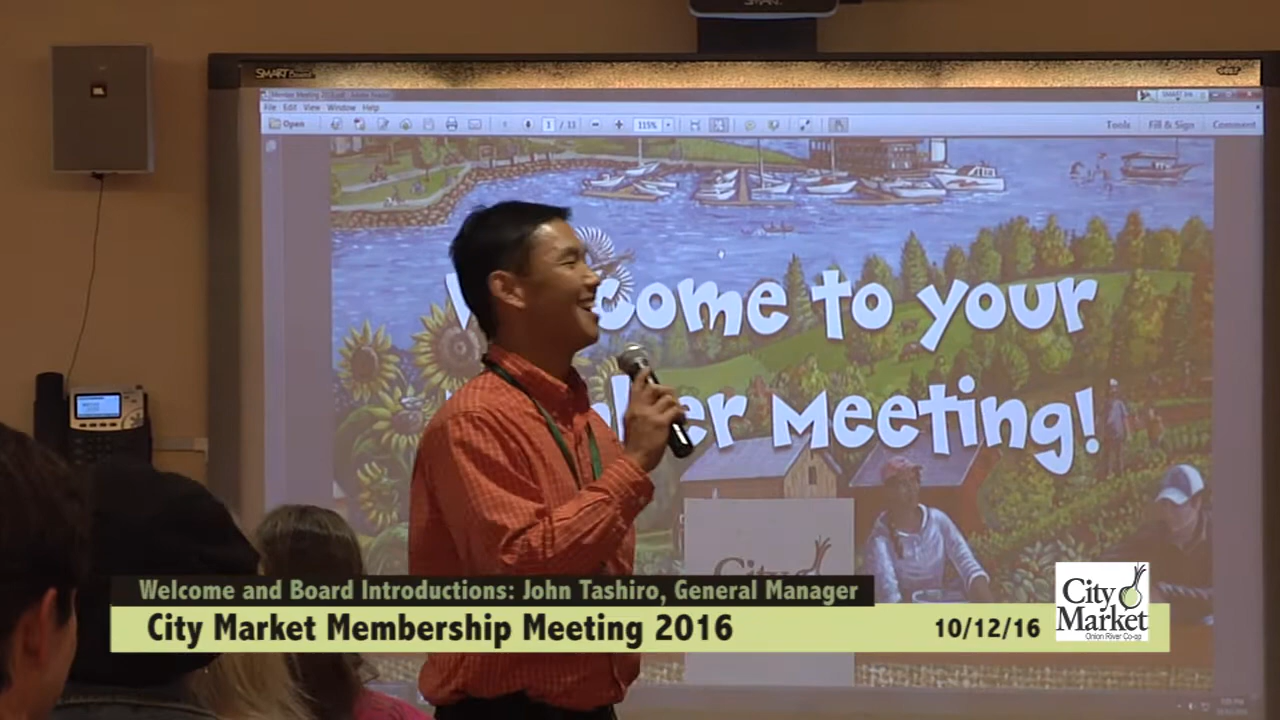 SMART Board
File Edit View Window Help
Open 1 / 11 115% Tools Fill & Sign Comment
come to your
er Meeting!
City
Welcome and Board Introductions: John Tashiro, General Manager
City Market Membership Meeting 2016
10/12/16
City
Market
Onion River Co-op